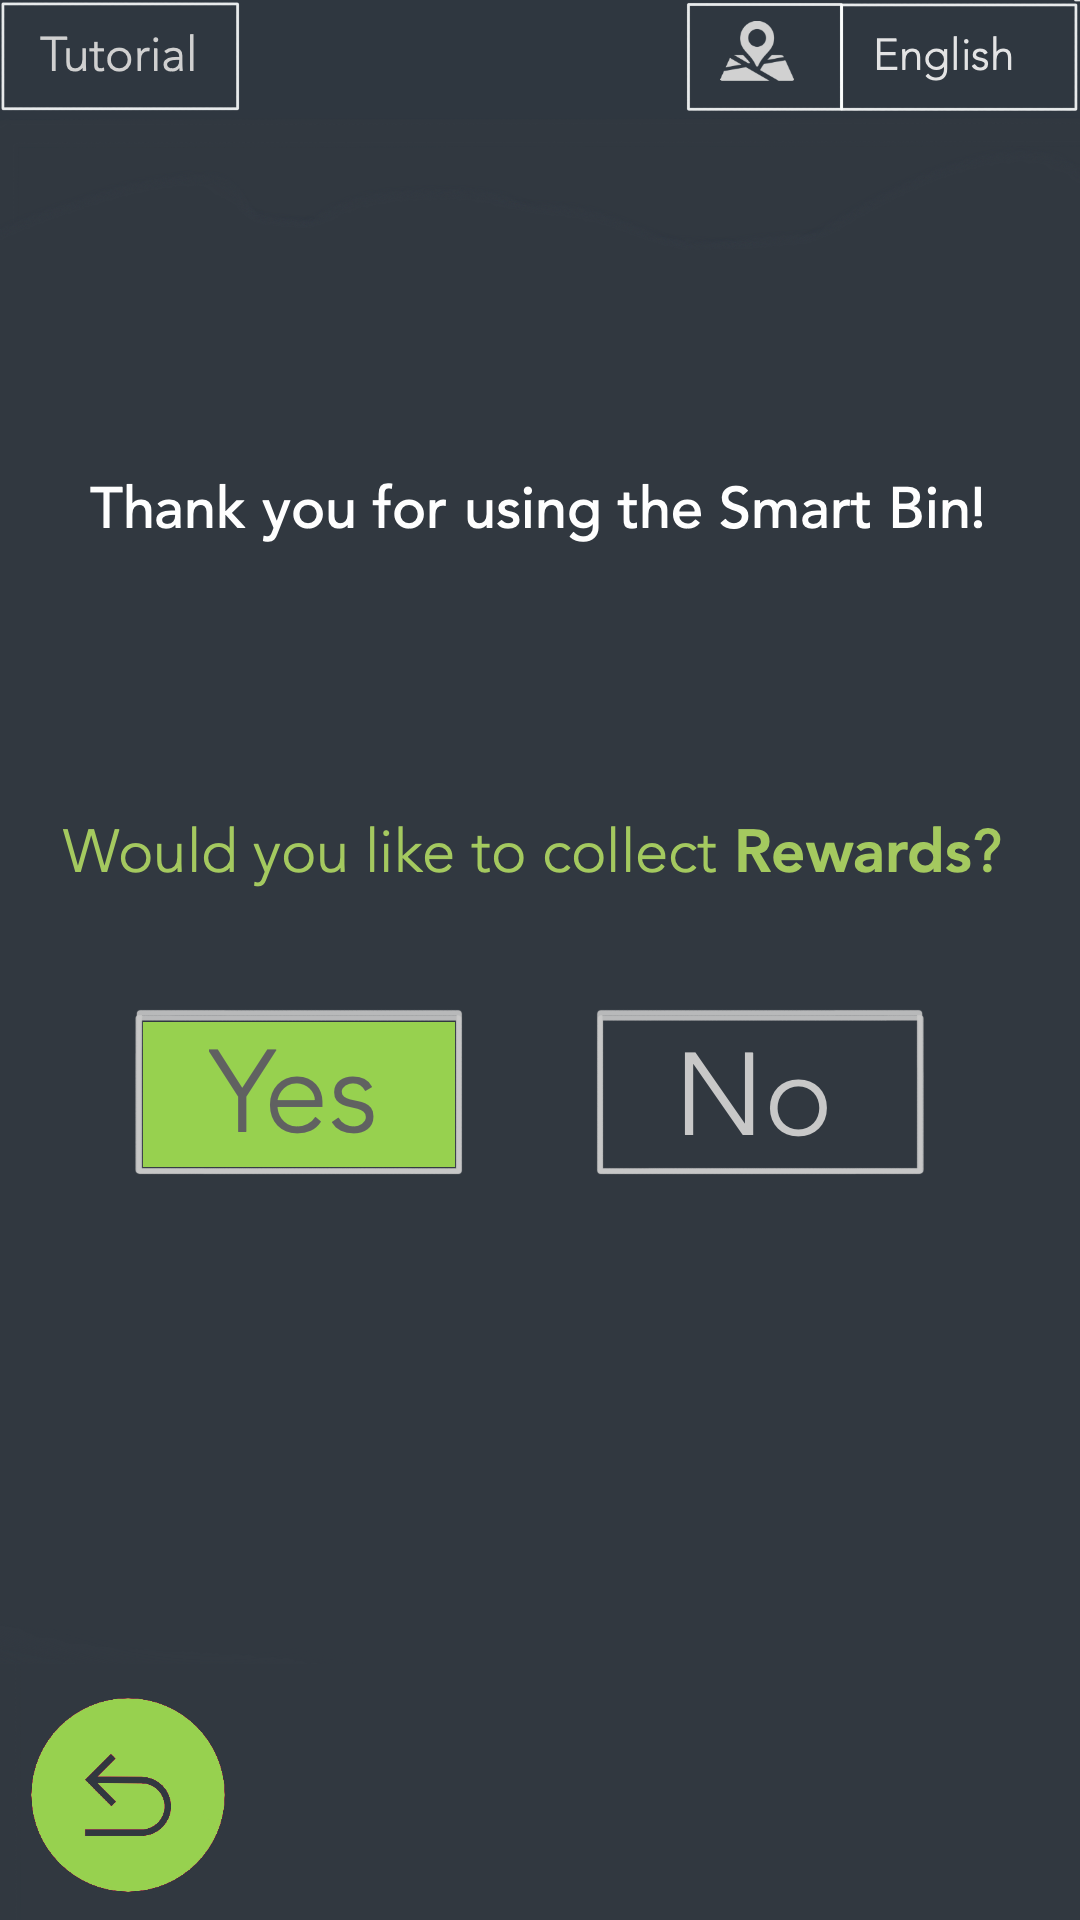 Tutorial
English
Thank you for using the Smart Bin!
Would you like to collect Rewards?
Yes
No